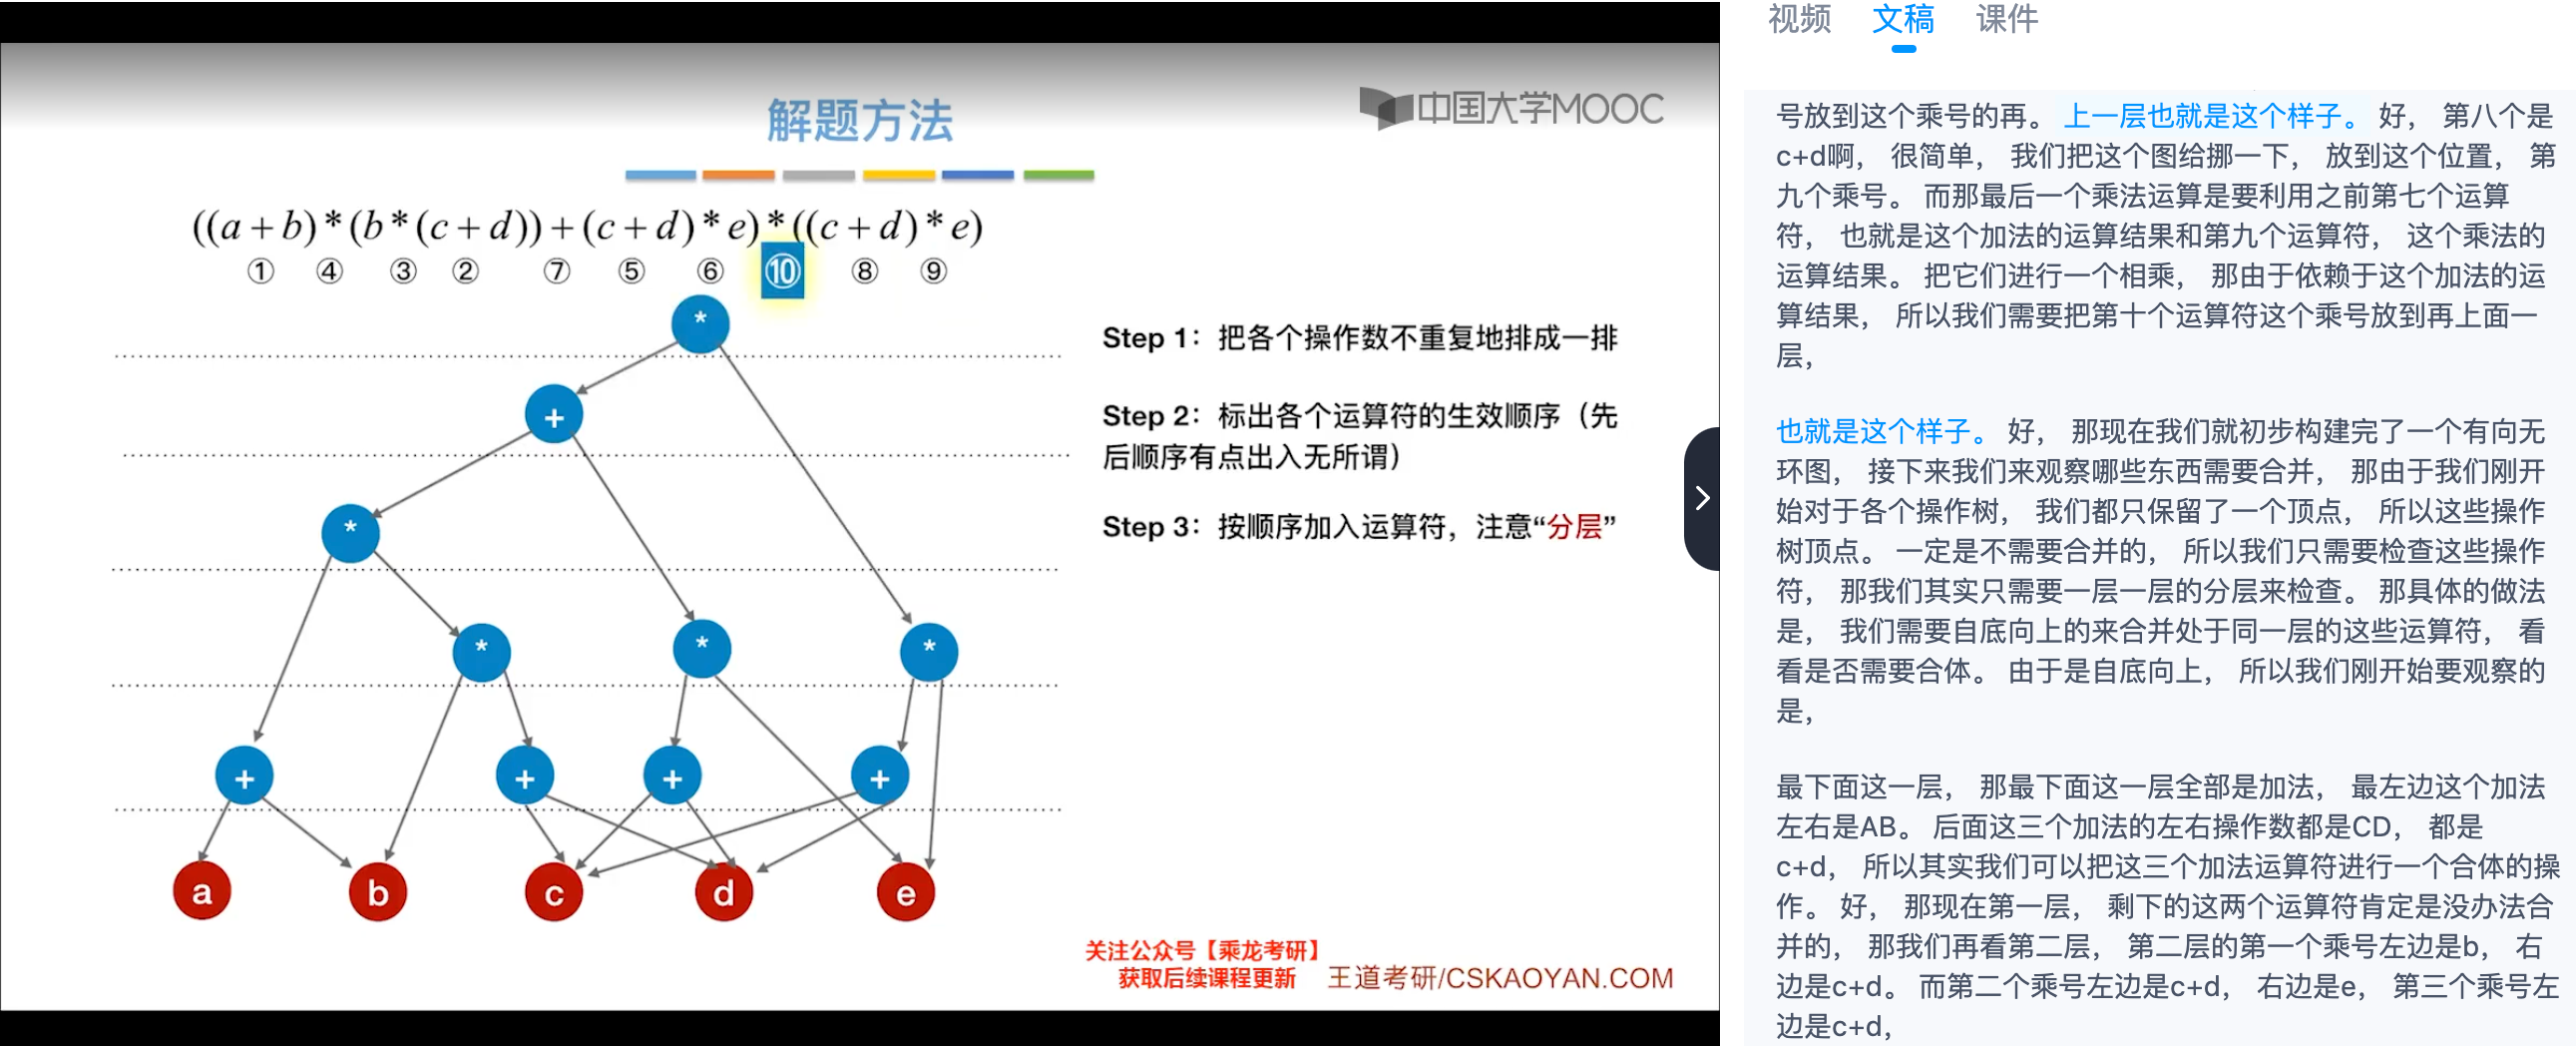 解题方法
中国大学MOOC
((a+b)*(b*(c+d))+(c+d)*e)*((c+d)*e)
① ④ ③ ② ⑦ ⑤ ⑥ ⑩ ⑧ ⑨
*
+
*
* * *
+ + + +
a b c d e
Step 1：把各个操作数不重复地排成一排
Step 2：标出各个运算符的生效顺序（先
后顺序有点出入无所谓）
Step 3：按顺序加入运算符，注意“分层”
关注公众号【乘龙考研】
获取后续课程更新
王道考研/CSKAOYAN.COM
视频 文稿 课件
号放到这个乘号的再。 上一层也就是这个样子。 好， 第八个是
c+d啊， 很简单， 我们把这个图给挪一下， 放到这个位置， 第
九个乘号。 而那最后一个乘法运算是要利用之前第七个运算
符， 也就是这个加法的运算结果和第九个运算符， 这个乘法的
运算结果。 把它们进行一个相乘， 那由于依赖于这个加法的运
算结果， 所以我们需要把第十个运算符这个乘号放到再上面一
层，
也就是这个样子。 好， 那现在我们就初步构建完了一个有向无
环图， 接下来我们来观察哪些东西需要合并， 那由于我们刚开
始对于各个操作树， 我们都只保留了一个顶点， 所以这些操作
树顶点。 一定是不需要合并的， 所以我们只需要检查这些操作
符， 那我们其实只需要一层一层的分层来检查。 那具体的做法
是， 我们需要自底向上的来合并处于同一层的这些运算符， 看
看是否需要合体。 由于是自底向上， 所以我们刚开始要观察的
是，
最下面这一层， 那最下面这一层全部是加法， 最左边这个加法
左右是AB。 后面这三个加法的左右操作数都是CD， 都是
c+d， 所以其实我们可以把这三个加法运算符进行一个合体的操
作。 好， 那现在第一层， 剩下的这两个运算符肯定是没办法合
并的， 那我们再看第二层， 第二层的第一个乘号左边是b， 右
边是c+d。 而第二个乘号左边是c+d， 右边是e， 第三个乘号左
边是c+d，